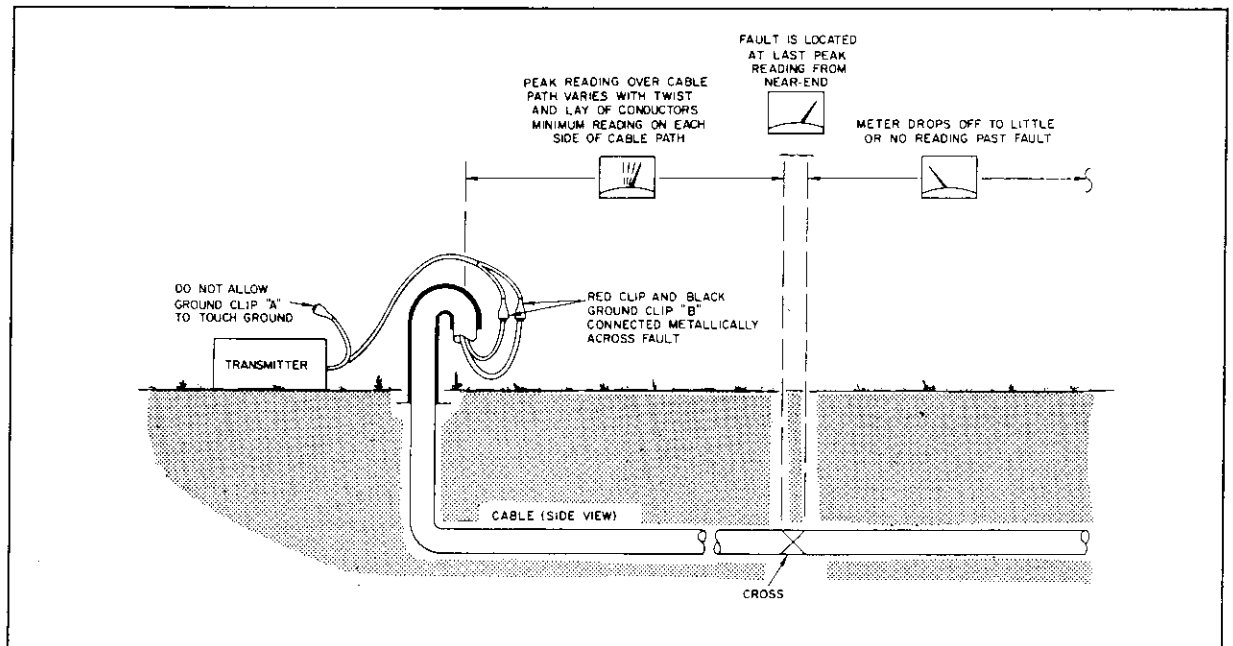 FAULT IS LOCATED
AT LAST PEAK
READING FROM
NEAR-END
PEAK READING OVER CABLE
PATH VARIES WITH TWIST
AND LAY OF CONDUCTORS
MINIMUM READING ON EACH
SIDE OF CABLE PATH
METER DROPS OFF TO LITTLE
OR NO READING PAST FAULT
DO NOT ALLOW
GROUND CLIP "A"
TO TOUCH GROUND
RED CLIP AND BLACK
GROUND CLIP "B"
CONNECTED METALLICALLY
ACROSS FAULT
TRANSMITTER
CABLE (SIDE VIEW)
CROSS